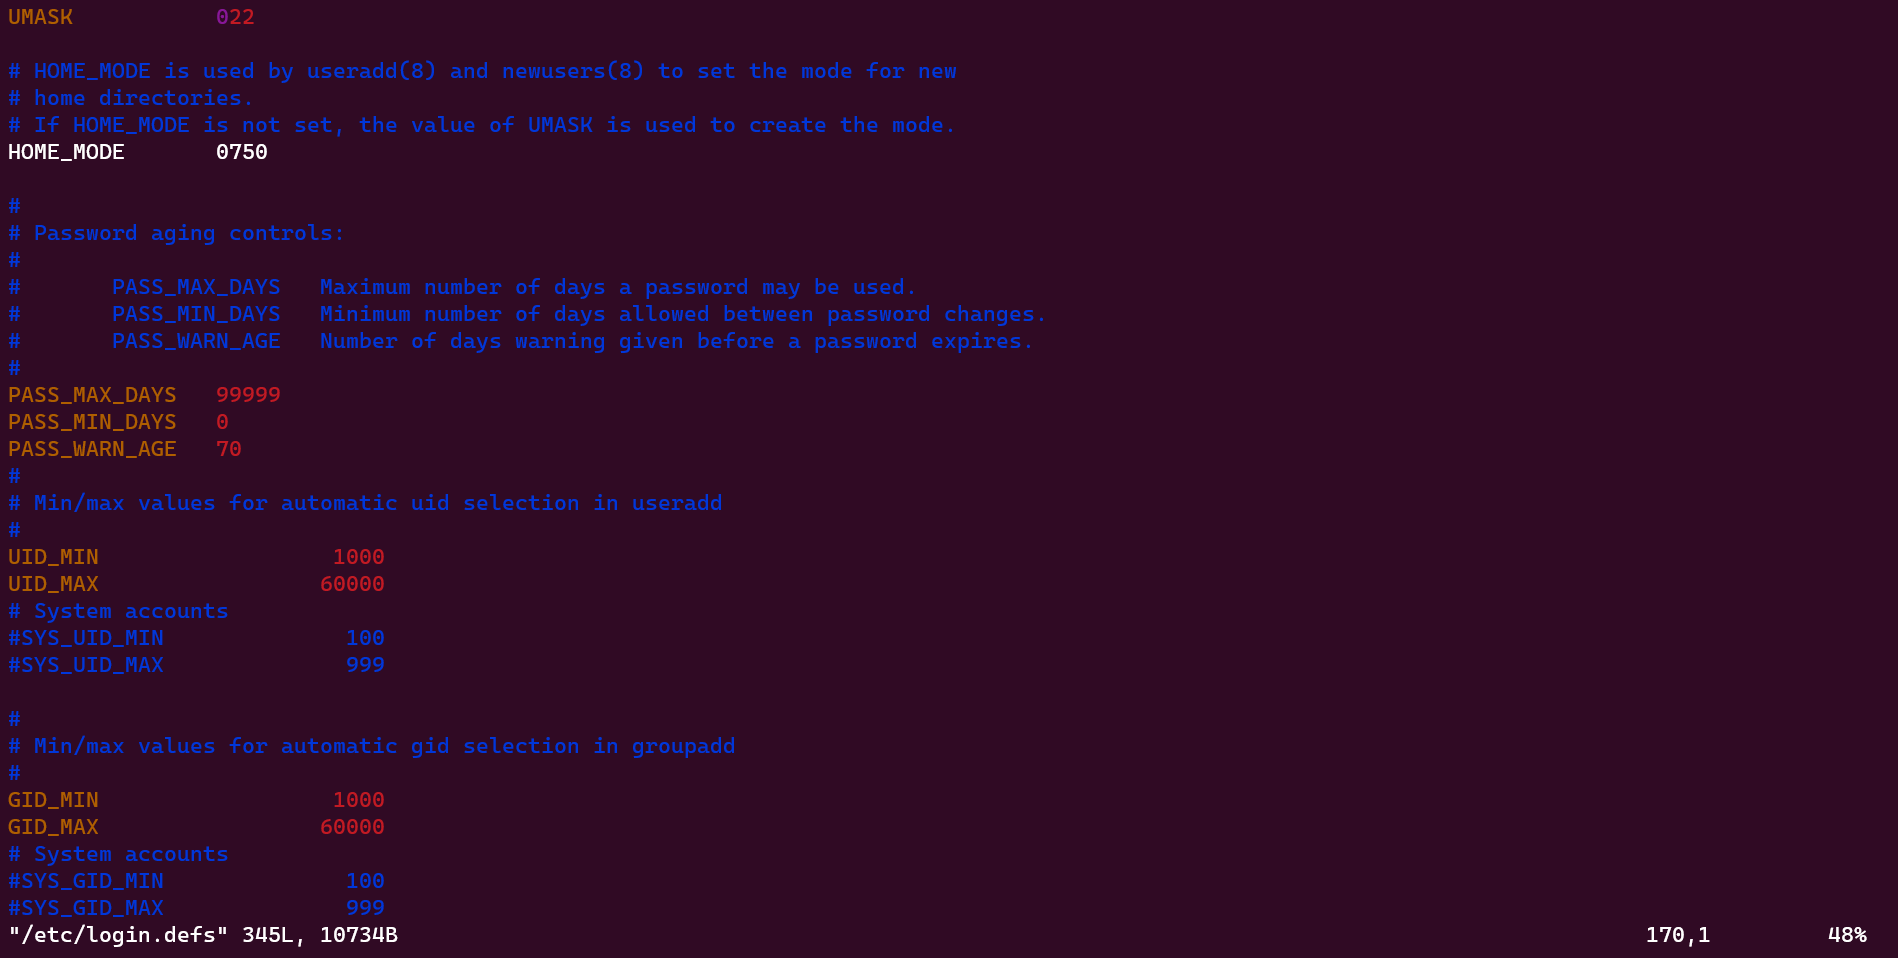 UMASK           022

# HOME_MODE is used by useradd(8) and newusers(8) to set the mode for new
# home directories.
# If HOME_MODE is not set, the value of UMASK is used to create the mode.
HOME_MODE       0750

#
# Password aging controls:
#
#       PASS_MAX_DAYS   Maximum number of days a password may be used.
#       PASS_MIN_DAYS   Minimum number of days allowed between password changes.
#       PASS_WARN_AGE   Number of days warning given before a password expires.
#
PASS_MAX_DAYS   99999
PASS_MIN_DAYS   0
PASS_WARN_AGE   70
#
# Min/max values for automatic uid selection in useradd
#
UID_MIN                  1000
UID_MAX                 60000
# System accounts
#SYS_UID_MIN              100
#SYS_UID_MAX              999

#
# Min/max values for automatic gid selection in groupadd
#
GID_MIN                  1000
GID_MAX                 60000
# System accounts
#SYS_GID_MIN              100
#SYS_GID_MAX              999
"/etc/login.defs" 345L, 10734B                                                                                                170,1         48%